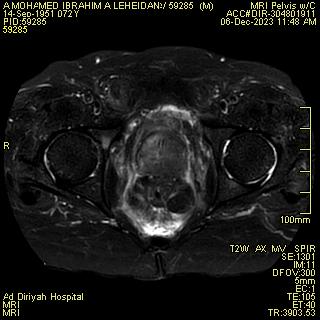 A MOHAMED IBRAHIM A LEHEIDAN:/ 59285 (M)
14-Sep-1951 072Y
PID:59285
59285
MRI Pelvis w/C
ACC#DIR-304801911
06-Dec-2023 11:48 AM
R
100mm
T2W_AX_MV_SPIR
SE:1301
IM:11
DFOV:300
5mm
EC:1
TE:105
ET:40
TR:3903.53
Ad Diriyah Hospital
MRI
MRI